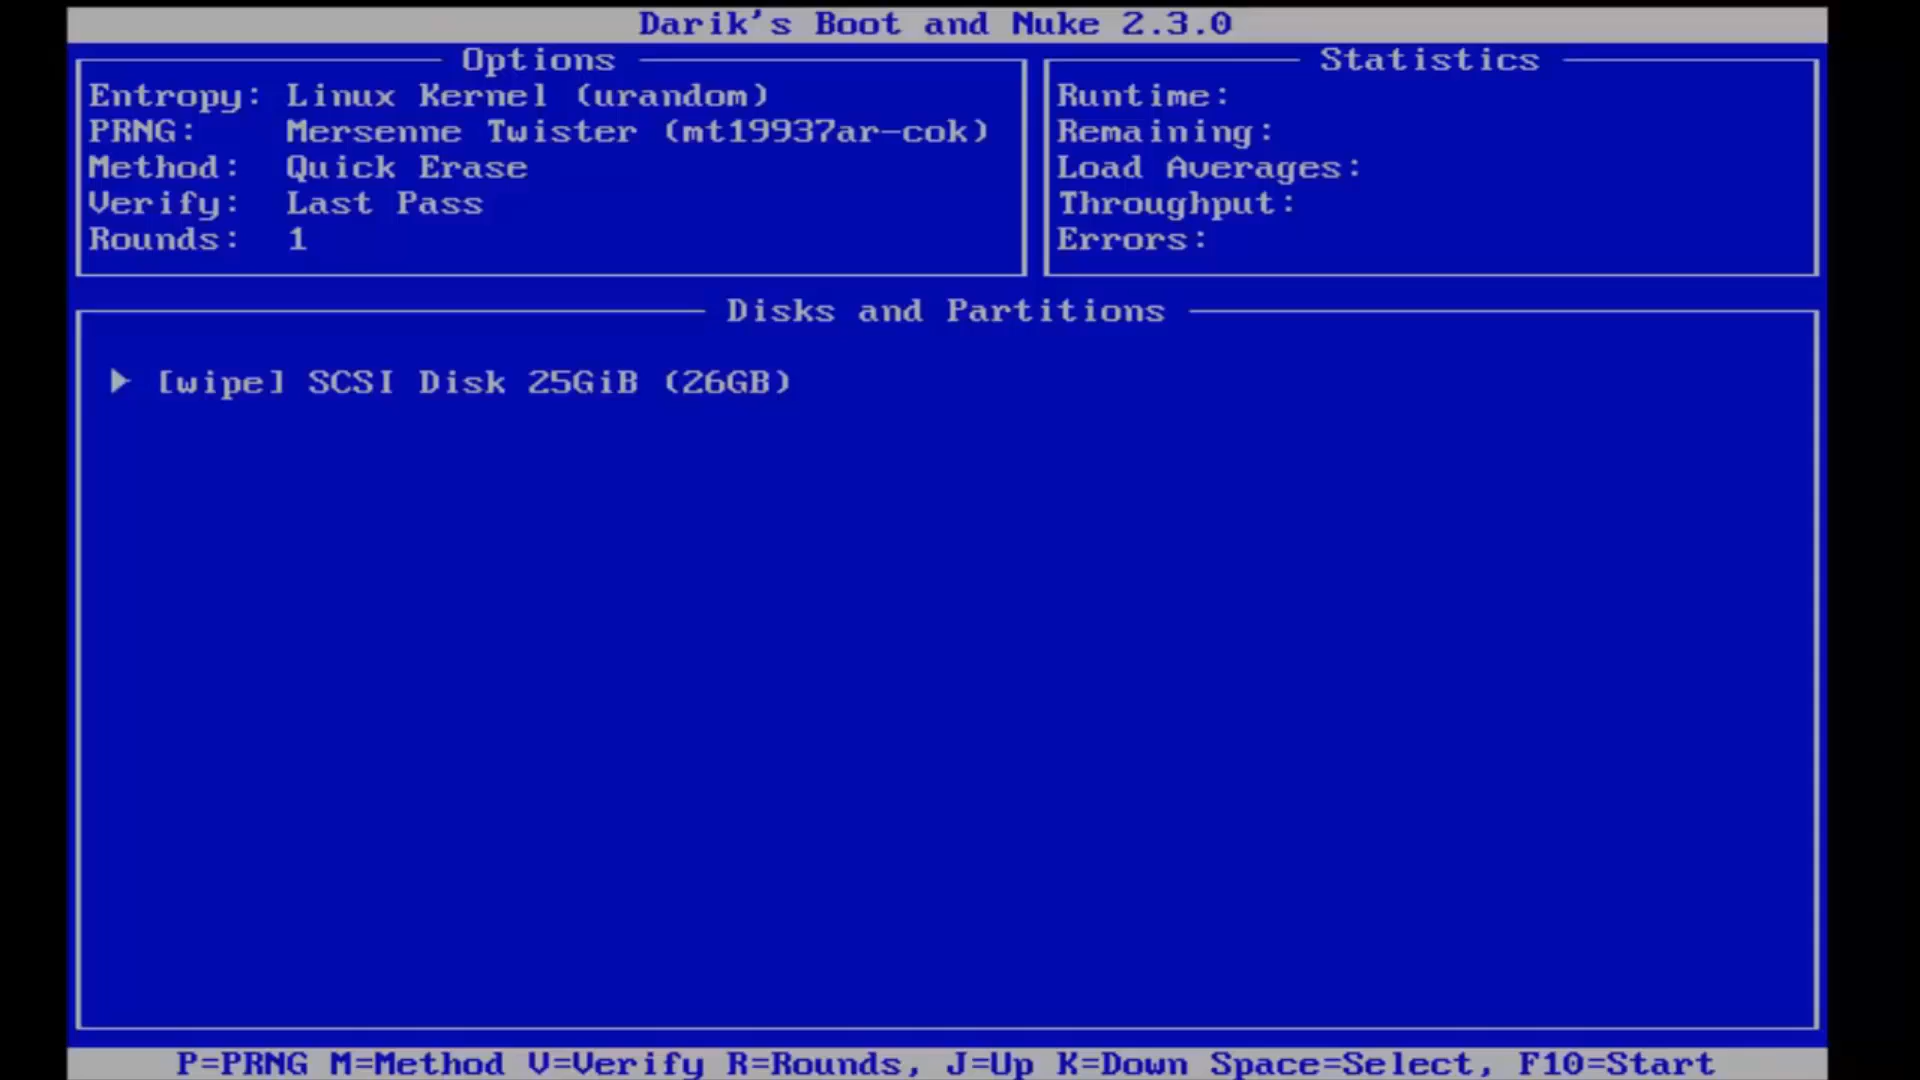 Darik's Boot and Nuke 2.3.0
Options
Entropy: Linux Kernel (urandom)
PRNG: Mersenne Twister (mt19937ar-cok)
Method: Quick Erase
Verify: Last Pass
Rounds: 1
Statistics
Runtime:
Remaining:
Load Averages:
Throughput:
Errors:
Disks and Partitions
[wipe] SCSI Disk 25GiB (26GB)
P=PRNG M=Method V=Verify R=Rounds, J=Up K=Down Space=Select, F10=Start